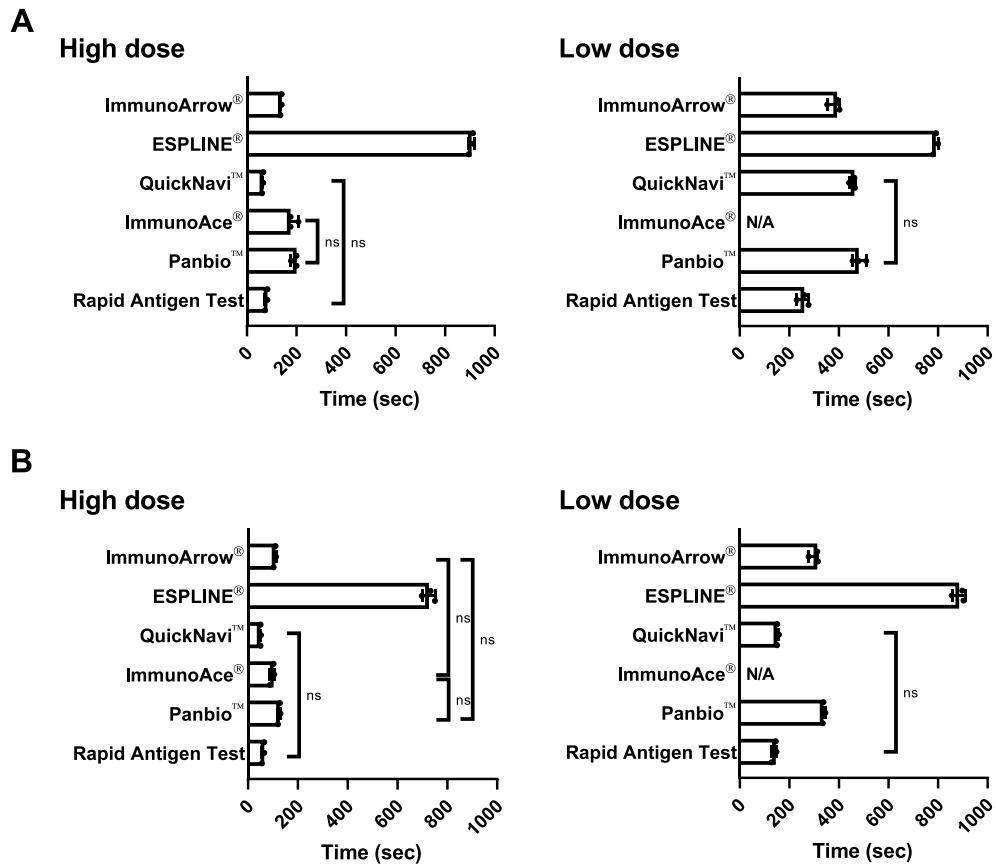 A
High dose
ImmunoArrow®
ESPLINE®
QuickNavi™
ImmunoAce®
Panbio™
Rapid Antigen Test
ns
ns
0 200 400 600 800 1000
Time (sec)
Low dose
ImmunoArrow®
ESPLINE®
QuickNavi™
ImmunoAce®
N/A
Panbio™
Rapid Antigen Test
ns
0 200 400 600 800 1000
Time (sec)
B
High dose
ImmunoArrow®
ESPLINE®
QuickNavi™
ImmunoAce®
Panbio™
Rapid Antigen Test
ns
ns
ns
ns
0 200 400 600 800 1000
Time (sec)
Low dose
ImmunoArrow®
ESPLINE®
QuickNavi™
ImmunoAce®
N/A
Panbio™
Rapid Antigen Test
ns
0 200 400 600 800 1000
Time (sec)